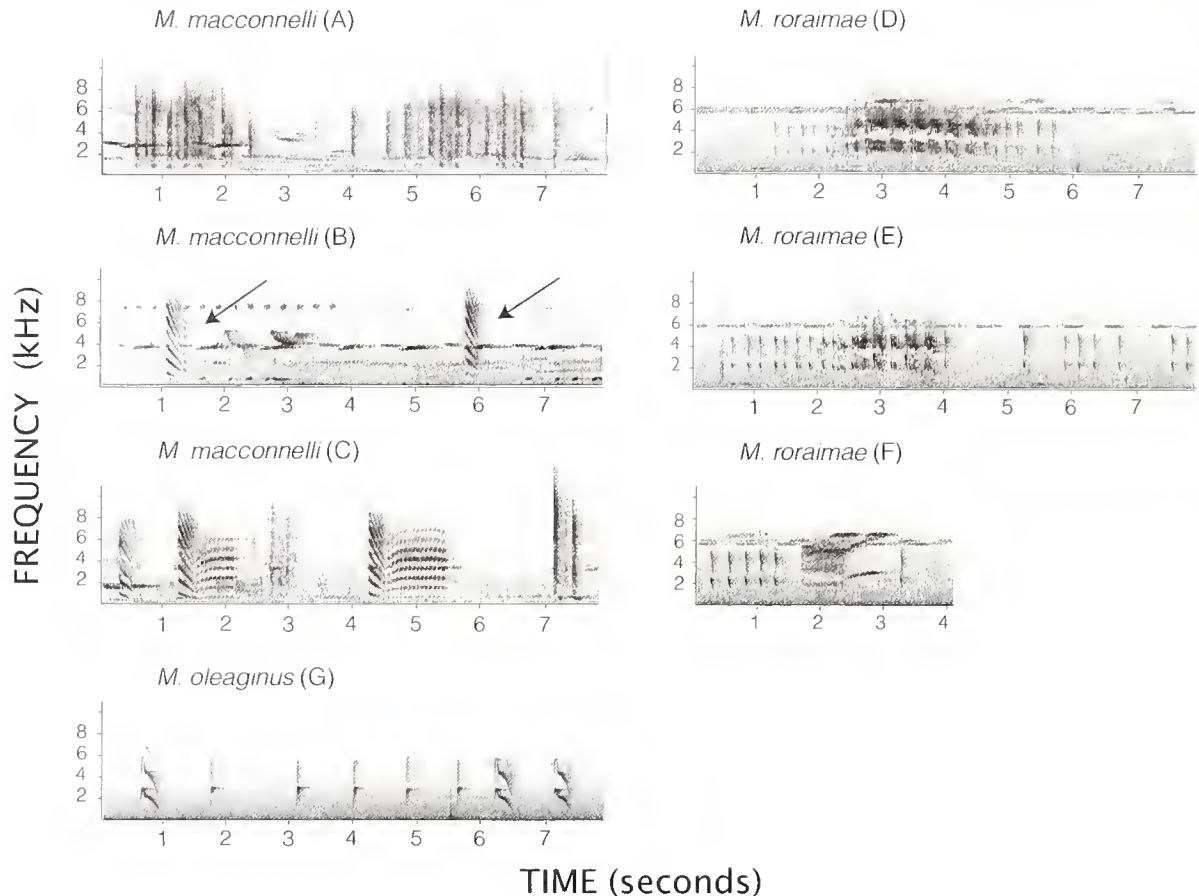 M. macconnelli (A)
8
6
4
2
1 2 3 4 5 6 7
M. roraimae (D)
8
6
4
2
1 2 3 4 5 6 7
M. macconnelli (B)
8
6
4
2
1 2 3 4 5 6 7
M. roraimae (E)
8
6
4
2
1 2 3 4 5 6 7
M. macconnelli (C)
8
6
4
2
1 2 3 4 5 6 7
M. roraimae (F)
8
6
4
2
1 2 3 4
M. oleaginus (G)
8
6
4
2
1 2 3 4 5 6 7
FREQUENCY (kHz)
TIME (seconds)